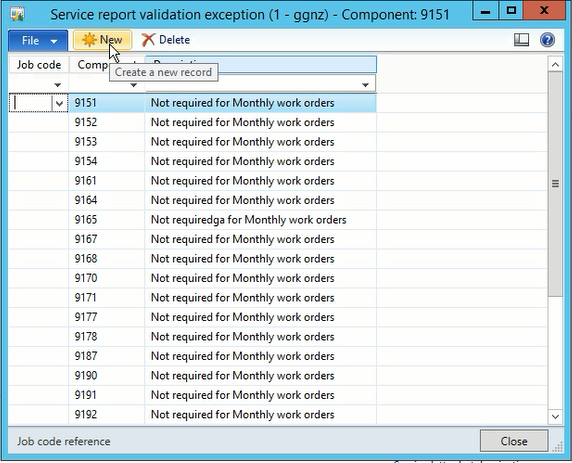 Service report validation exception (1 - ggnz) - Component: 9151
File New Delete
Job code
Create a new record
9151 Not required for Monthly work orders
9152 Not required for Monthly work orders
9153 Not required for Monthly work orders
9154 Not required for Monthly work orders
9161 Not required for Monthly work orders
9164 Not required for Monthly work orders
9165 Not requiredga for Monthly work orders
9167 Not required for Monthly work orders
9168 Not required for Monthly work orders
9170 Not required for Monthly work orders
9171 Not required for Monthly work orders
9177 Not required for Monthly work orders
9178 Not required for Monthly work orders
9187 Not required for Monthly work orders
9190 Not required for Monthly work orders
9191 Not required for Monthly work orders
9192 Not required for Monthly work orders
Job code reference Close